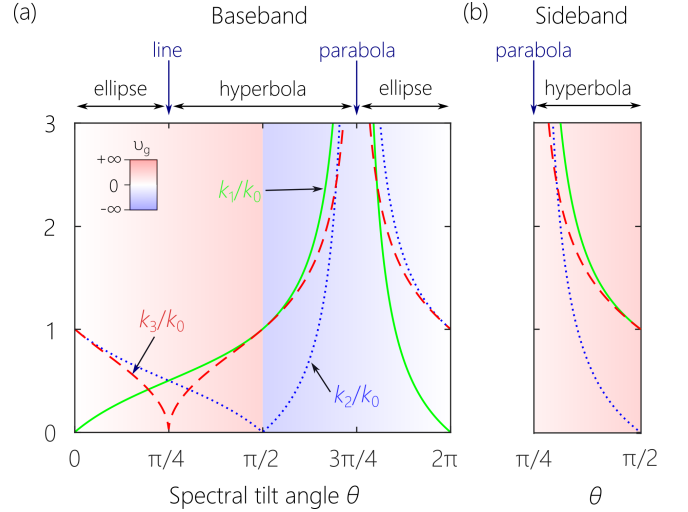 (a) Baseband
line parabola
ellipse hyperbola ellipse
3
2
1
0
υg
+∞
0
-∞
k1/k0
k3/k0
k2/k0
0 π/4 π/2 3π/4 2π
Spectral tilt angle θ
(b) Sideband
parabola
hyperbola
π/4 π/2
θ